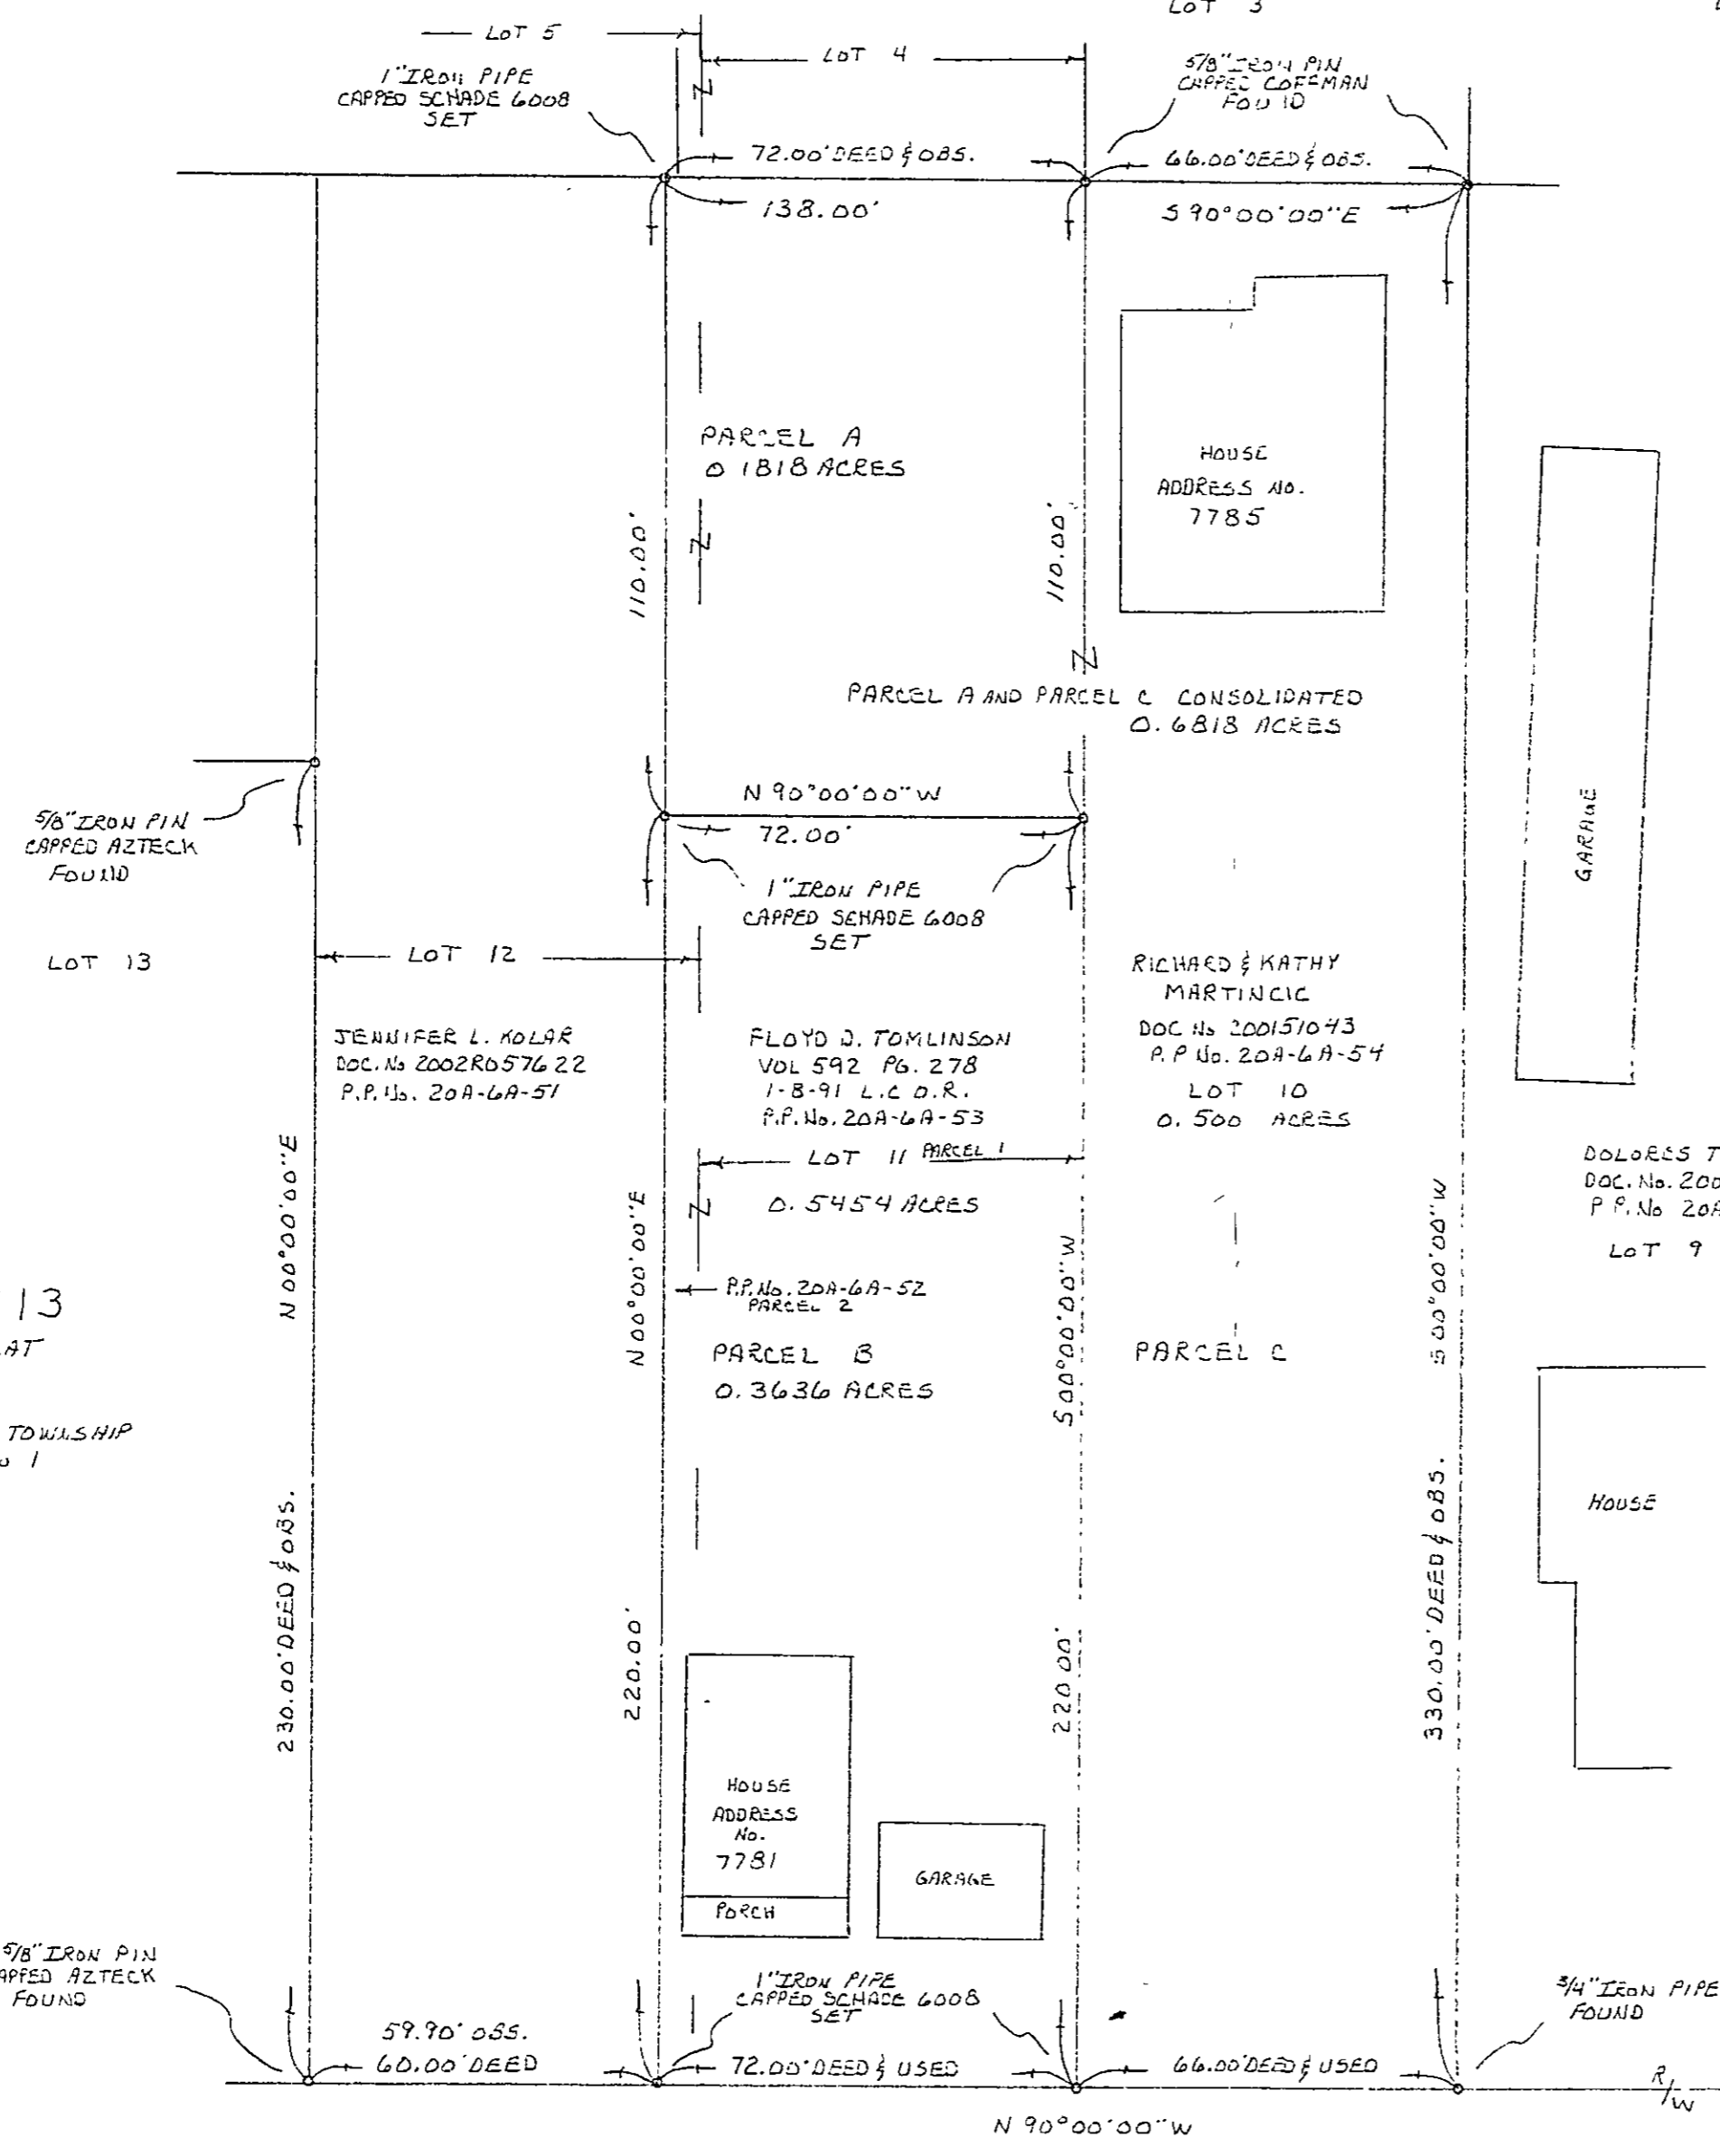 LOT 3
LOT 5
LOT 4
1" IRON PIPE
CAPPED SCHADE 6008
SET
5/8" IRON PIN
CAPPED COFFMAN
FOUND
72.00' DEED & OBS.
66.00' DEED & OBS.
138.00'
S 90°00'00" E
PARCEL A
0.1818 ACRES
HOUSE
ADDRESS No.
7785
110.00'
110.00'
PARCEL A AND PARCEL C CONSOLIDATED
0.6818 ACRES
GARAGE
N 90°00'00" W
72.00'
5/8" IRON PIN
CAPPED AZTECK
FOUND
1" IRON PIPE
CAPPED SCHADE 6008
SET
LOT 13
LOT 12
RICHARD & KATHY
MARTINCIC
DOC No 200151043
P.P No. 20A-6A-54
LOT 10
0.500 ACRES
JENNIFER L. KOLAR
DOC. No 2002R057622
P.P. No. 20A-6A-51
FLOYD D. TOMLINSON
VOL 592 PG. 278
1-8-91 L.C D.R.
P.P. No. 20A-6A-53
LOT 11 PARCEL 1
0.5454 ACRES
DOLORES T
DOC. No. 200
P P. No 20A
LOT 9
N 00°00'00" E
N 00°00'00" E
S 00°00'00" W
S 00°00'00" W
P.P. No. 20A-6A-52
PARCEL 2
13
AT
PARCEL B
0.3636 ACRES
PARCEL C
TOWNSHIP
1
HOUSE
230.00' DEED & OBS.
220.00'
220 00'
330.00' DEED & OBS.
HOUSE
ADDRESS
No.
7781
PORCH
GARAGE
5/8" IRON PIN
APPED AZTECK
FOUND
1" IRON PIPE
CAPPED SCHADE 6008
SET
3/4" IRON PIPE
FOUND
59.90' OBS.
60.00' DEED
72.00' DEED & USED
66.00' DEED & USED
R/W
N 90°00'00" W